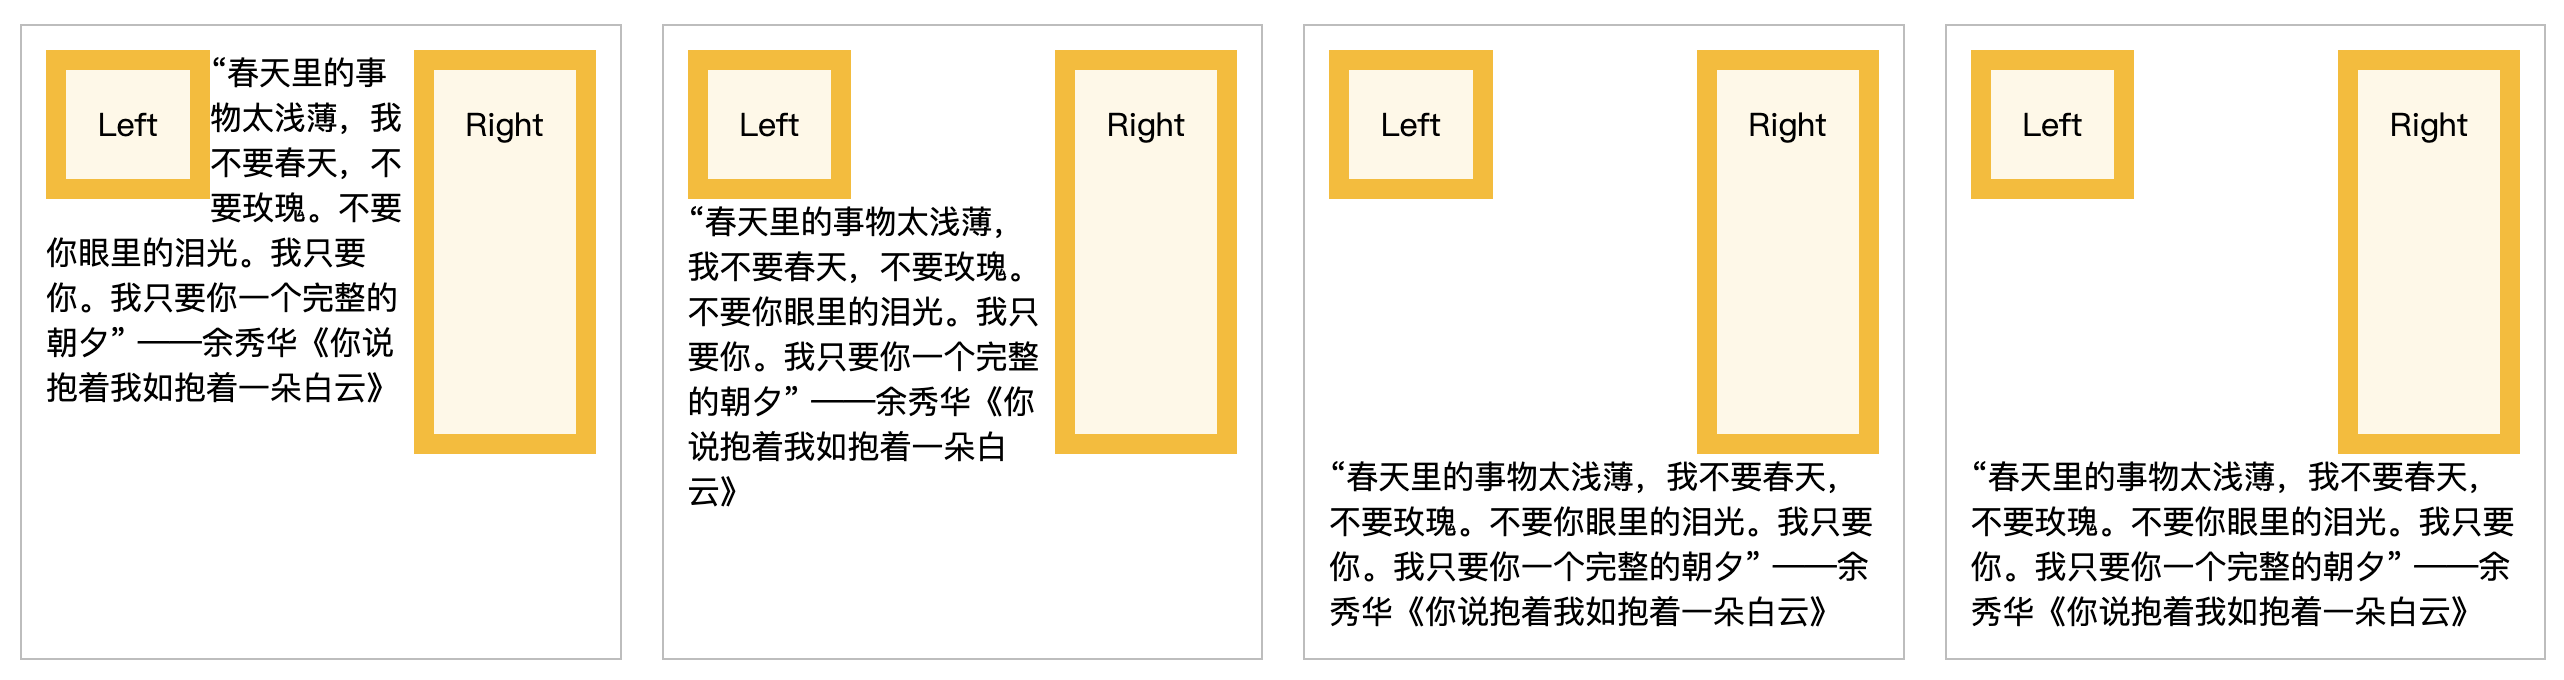 Left
“春天里的事
物太浅薄，我
不要春天，不
要玫瑰。不要
你眼里的泪光。我只要
你。我只要你一个完整的
朝夕” ——余秀华《你说
抱着我如抱着一朵白云》
Right
Left
“春天里的事物太浅薄，
我不要春天，不要玫瑰。
不要你眼里的泪光。我只
要你。我只要你一个完整
的朝夕” ——余秀华《你
说抱着我如抱着一朵白
云》
Right
Left
Right
“春天里的事物太浅薄，我不要春天，
不要玫瑰。不要你眼里的泪光。我只要
你。我只要你一个完整的朝夕” ——余
秀华《你说抱着我如抱着一朵白云》
Left
Right
“春天里的事物太浅薄，我不要春天，
不要玫瑰。不要你眼里的泪光。我只要
你。我只要你一个完整的朝夕” ——余
秀华《你说抱着我如抱着一朵白云》